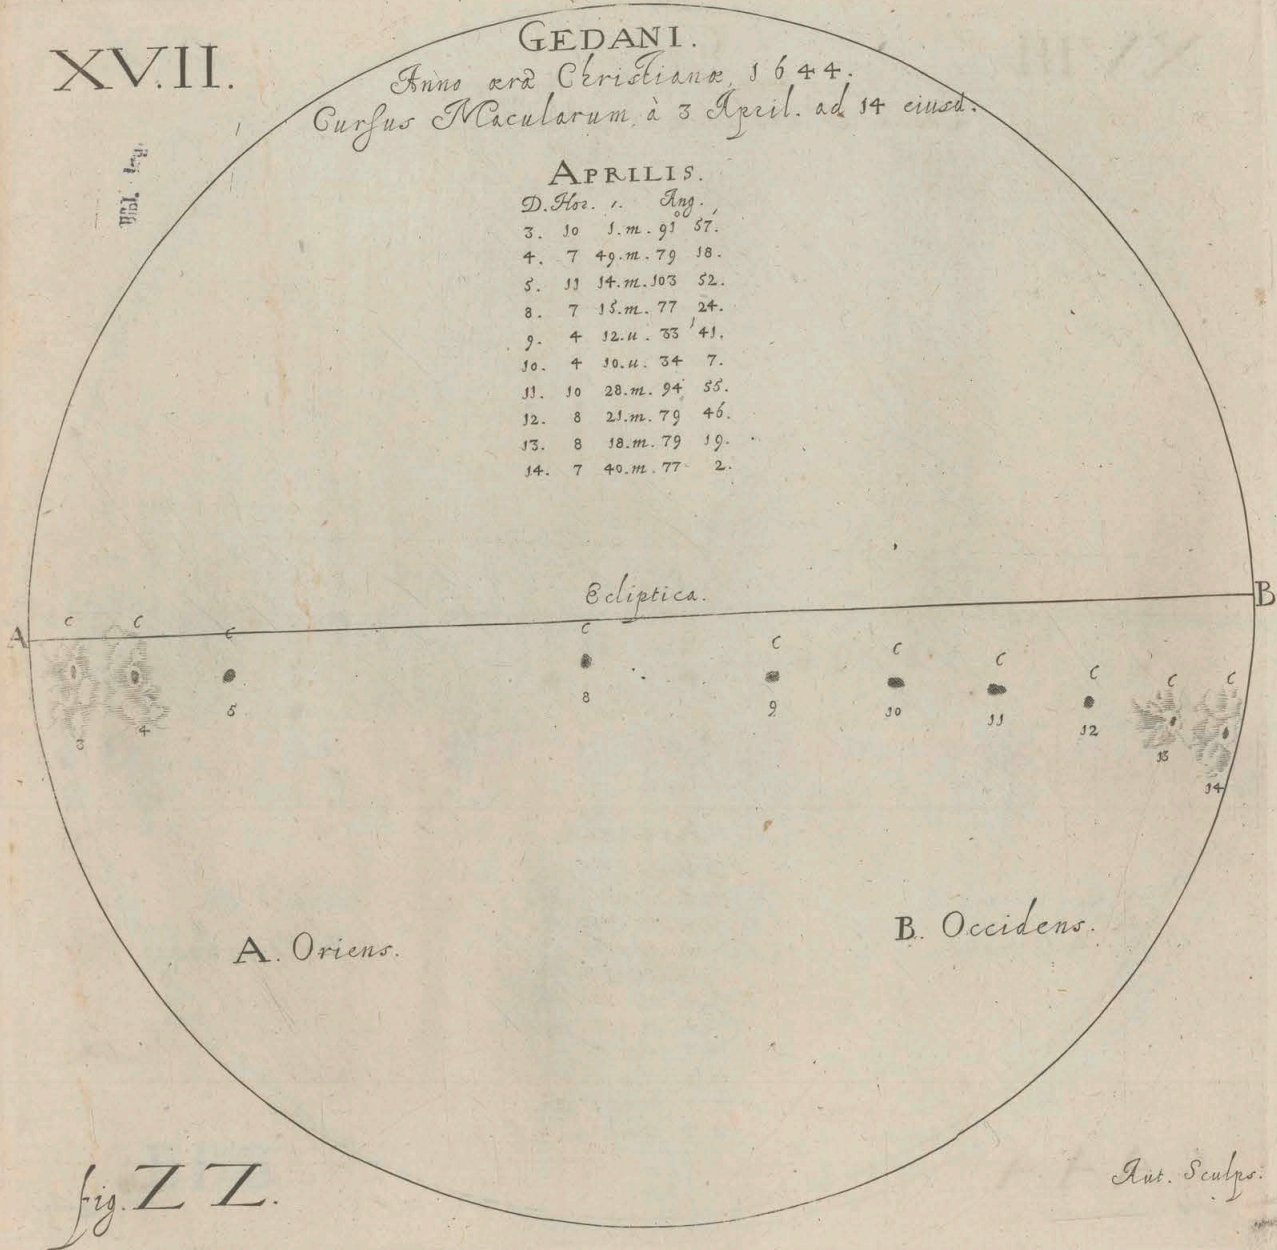 XVII.
GEDANI.
Anno æra Christianæ, 1644.
Cursus Macularum, à 3 April. ad 14 eiusd.
APRILIS.
D. Hor. ,. Ang.
3. 10 1. m. 91° 57.'
4. 7 49. m. 79 18.
5. 11 14. m. 103 52.
8. 7 15. m. 77 24.
9. 4 12. u. 33 41.
10. 4 10. u. 34 7.
11. 10 28. m. 94 55.
12. 8 21. m. 79 46.
13. 8 18. m. 79 19.
14. 7 40. m. 77 2.
Ecliptica.
A B
C C C C C C C C C C
3 4 5 8 9 10 11 12 13 14
A. Oriens. B. Occidens.
fig. ZZ. Aut. Sculps.